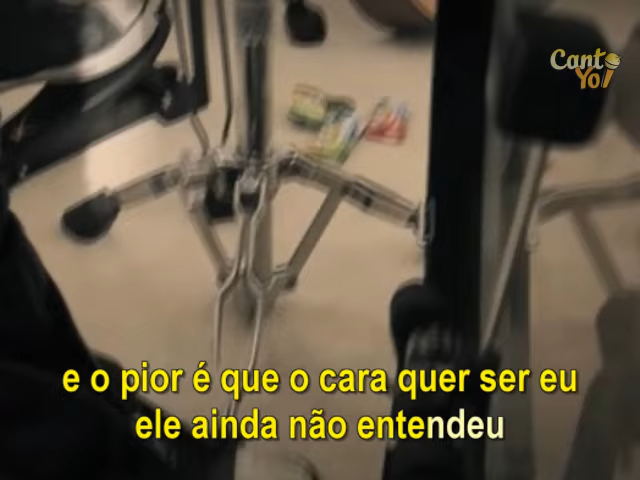 Canto
Yo!
e o pior é que o cara quer ser eu
ele ainda não entendeu